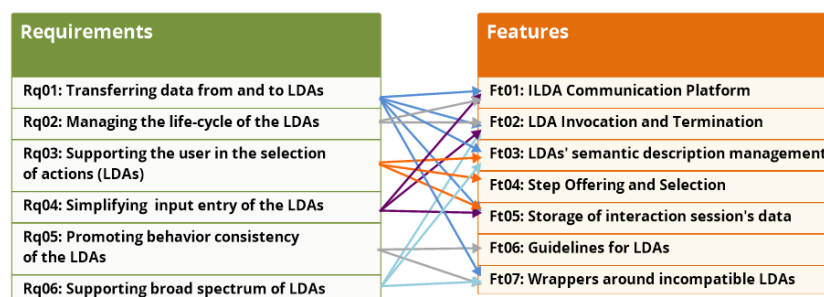 Requirements
Rq01: Transferring data from and to LDAs
Rq02: Managing the life-cycle of the LDAs
Rq03: Supporting the user in the selection
of actions (LDAs)
Rq04: Simplifying input entry of the LDAs
Rq05: Promoting behavior consistency
of the LDAs
Rq06: Supporting broad spectrum of LDAs
Features
Ft01: ILDA Communication Platform
Ft02: LDA Invocation and Termination
Ft03: LDAs' semantic description management
Ft04: Step Offering and Selection
Ft05: Storage of interaction session's data
Ft06: Guidelines for LDAs
Ft07: Wrappers around incompatible LDAs